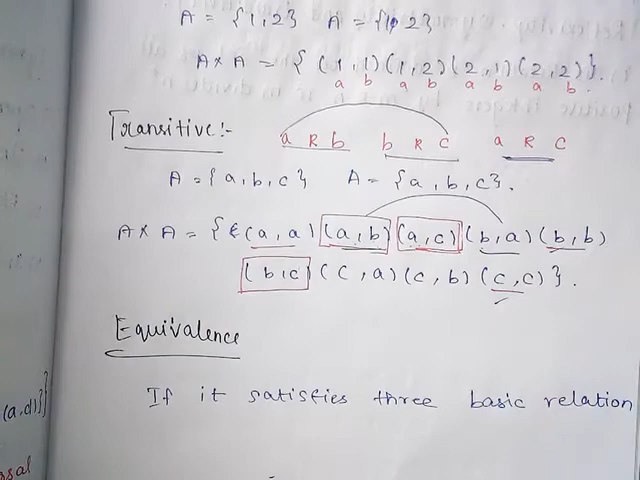 A = {1,2} A = {1,2}
A x A = { (1,1)(1,2)(2,1)(2,2)}.
a b a b a b a b
Transitive:- a R b b R c a R c
A = {a,b,c} A = {a,b,c}.
A x A = {(a,a)(a,b)(a,c)(b,a)(b,b)
(b,c)(c,a)(c,b)(c,c)}.
Equivalence
If it satisfies three basic relation
(a,d)}}